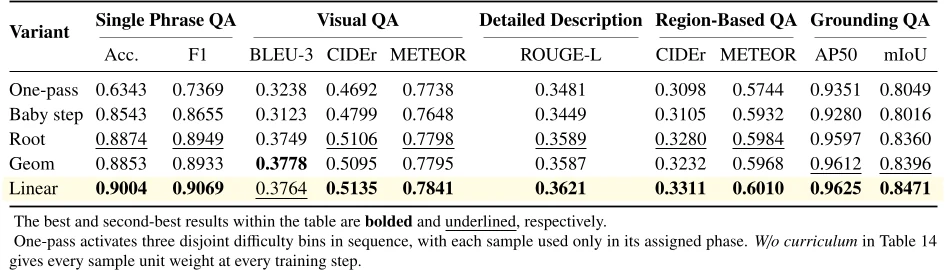 Variant Single Phrase QA Visual QA Detailed Description Region-Based QA Grounding QA
Acc. F1 BLEU-3 CIDEr METEOR ROUGE-L CIDEr METEOR AP50 mIoU
One-pass 0.6343 0.7369 0.3238 0.4692 0.7738 0.3481 0.3098 0.5744 0.9351 0.8049
Baby step 0.8543 0.8655 0.3123 0.4799 0.7648 0.3449 0.3105 0.5932 0.9280 0.8016
Root 0.8874 0.8949 0.3749 0.5106 0.7798 0.3589 0.3280 0.5984 0.9597 0.8360
Geom 0.8853 0.8933 0.3778 0.5095 0.7795 0.3587 0.3232 0.5968 0.9612 0.8396
Linear 0.9004 0.9069 0.3764 0.5135 0.7841 0.3621 0.3311 0.6010 0.9625 0.8471
The best and second-best results within the table are bolded and underlined, respectively.
One-pass activates three disjoint difficulty bins in sequence, with each sample used only in its assigned phase. W/o curriculum in Table 14
gives every sample unit weight at every training step.